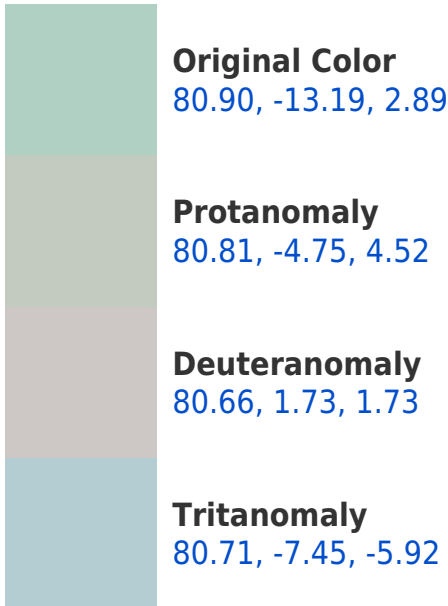 Original Color
80.90, -13.19, 2.89
Protanomaly
80.81, -4.75, 4.52
Deuteranomaly
80.66, 1.73, 1.73
Tritanomaly
80.71, -7.45, -5.92